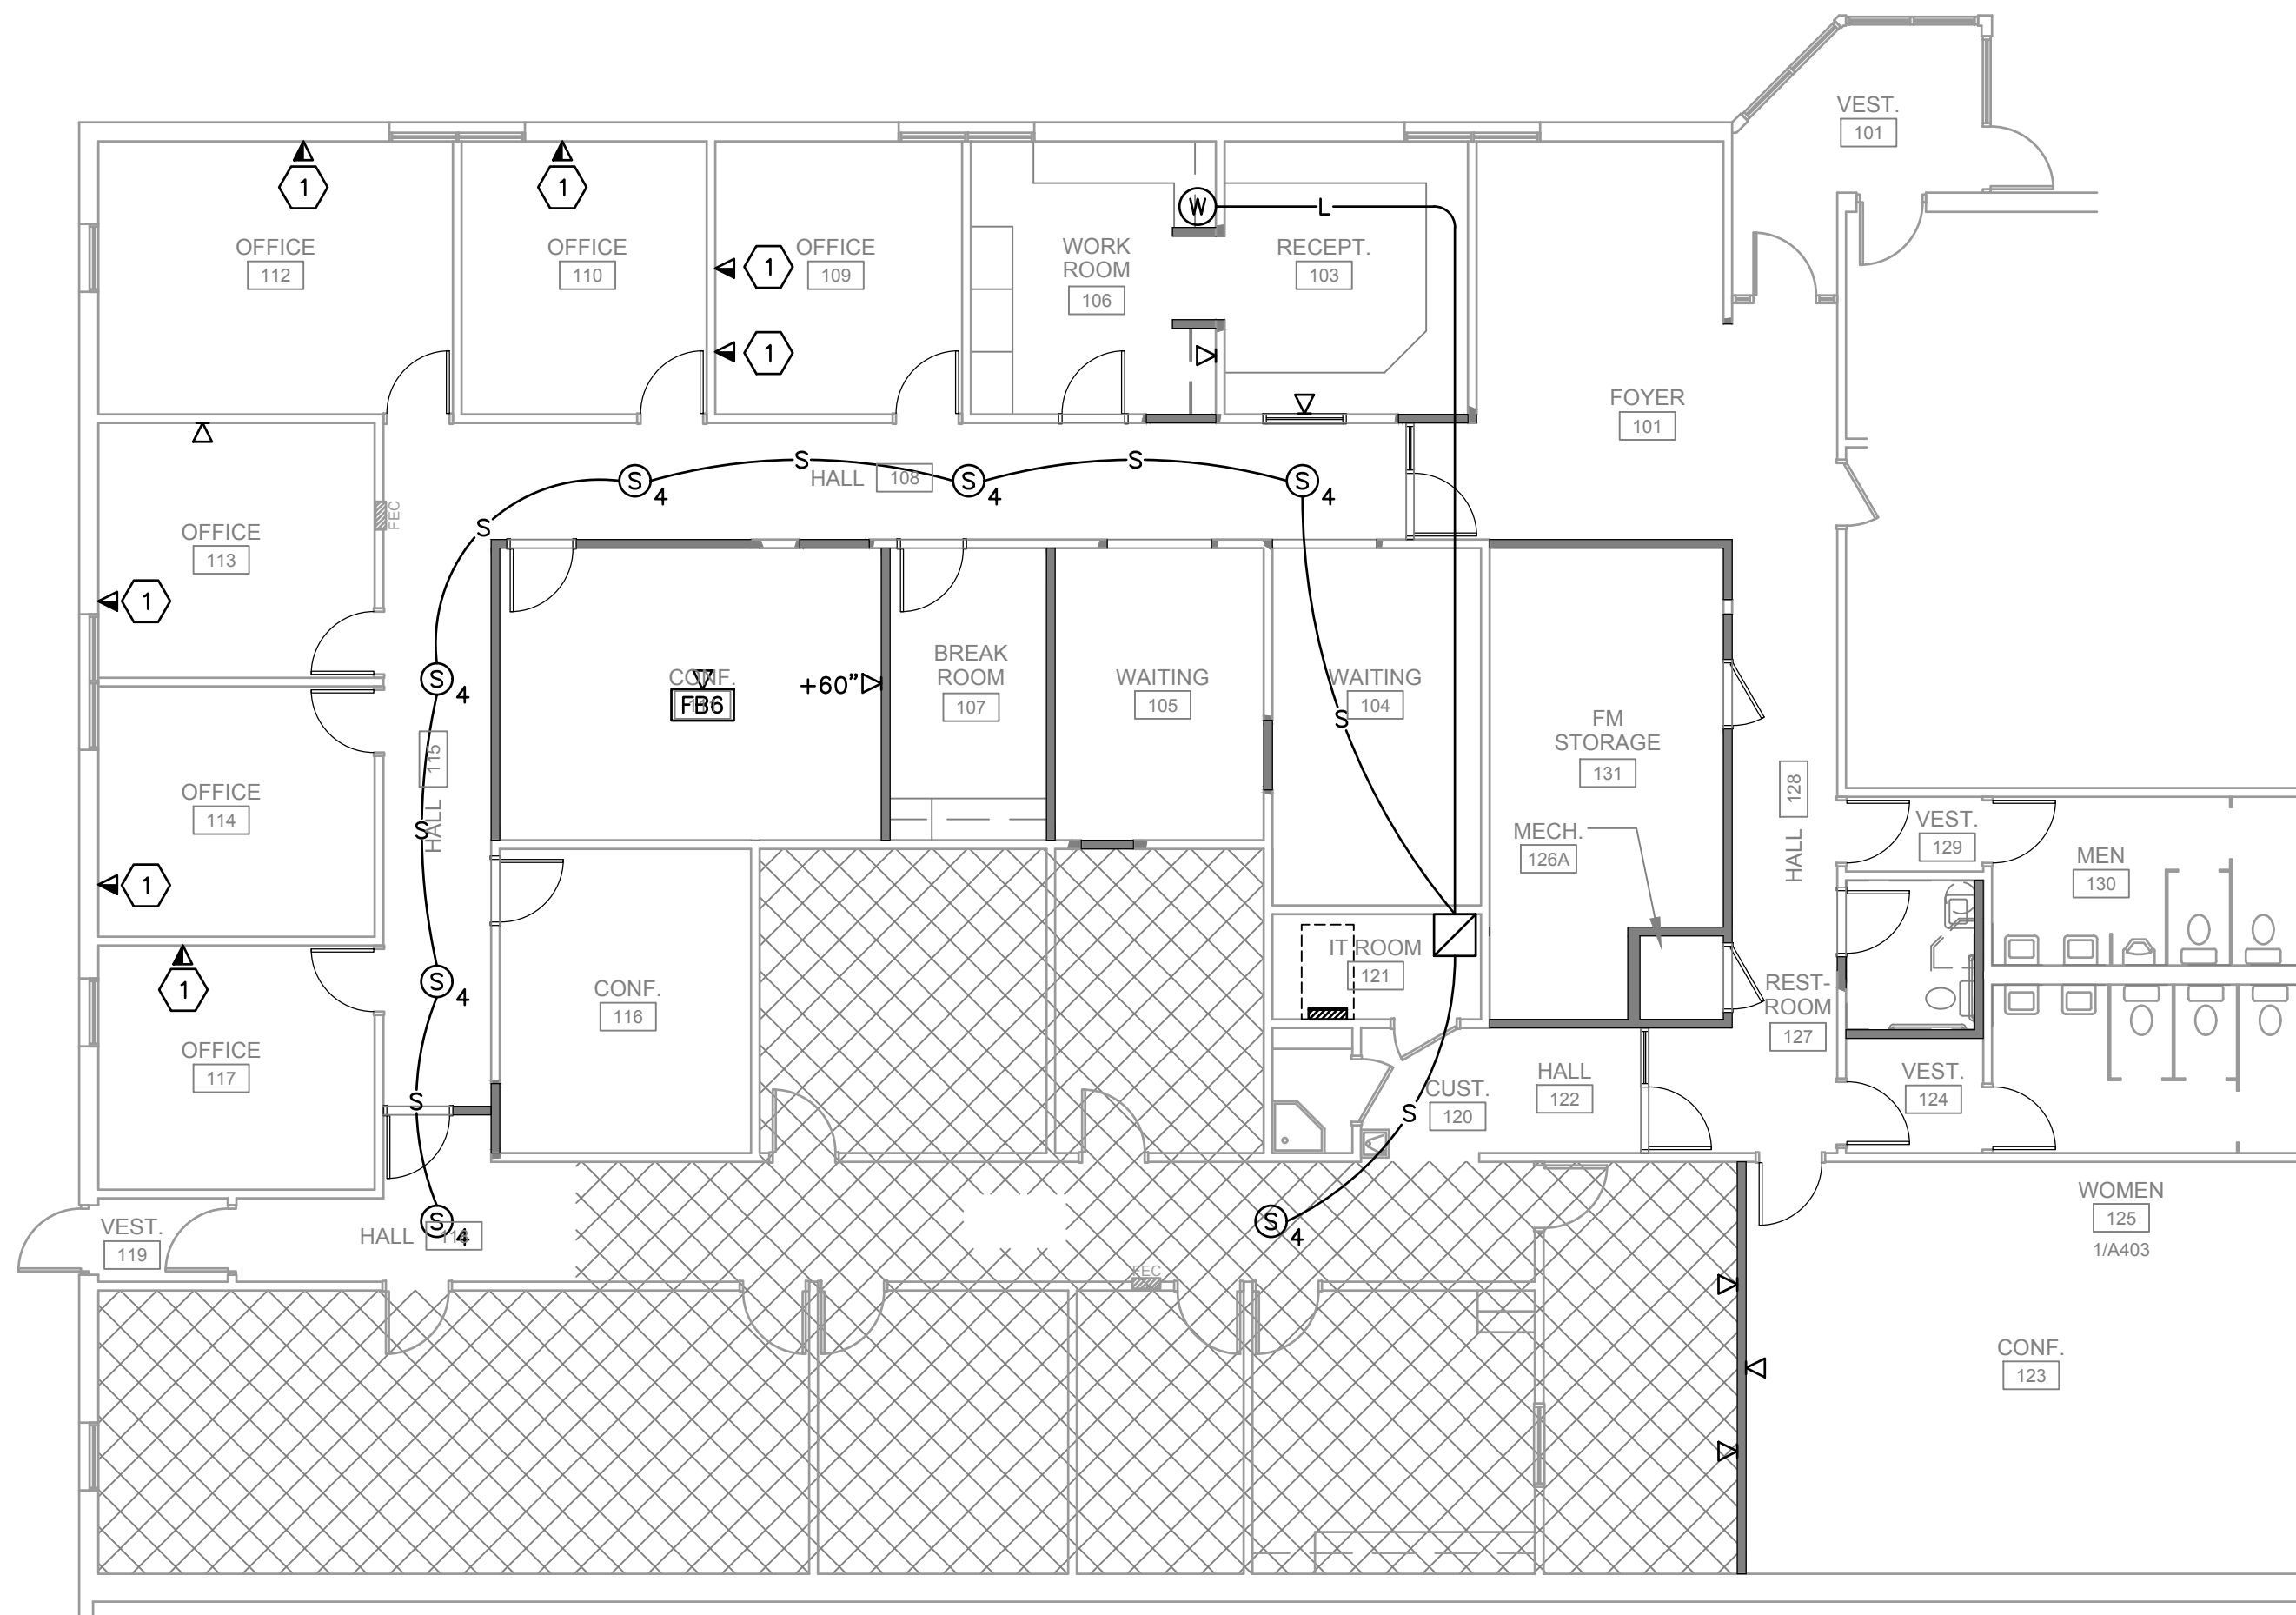 VEST.
101
1
1
OFFICE
112
OFFICE
110
1
OFFICE
109
1
WORK
ROOM
106
W
L
RECEPT.
103
FOYER
101
S
S
HALL
108
S
4
S
4
S
4
S
FEC
OFFICE
113
1
S
4
CONF.
FB6
+60"
BREAK
ROOM
107
WAITING
105
WAITING
104
S
FM
STORAGE
131
MECH.
126A
HALL
128
OFFICE
114
1
HALL
115
S
VEST.
129
MEN
130
1
OFFICE
117
S
4
CONF.
116
IT ROOM
121
REST-
ROOM
127
S
CUST.
120
S
HALL
122
VEST.
124
VEST.
119
HALL
S
4
S
4
FEC
WOMEN
125
1/A403
CONF.
123